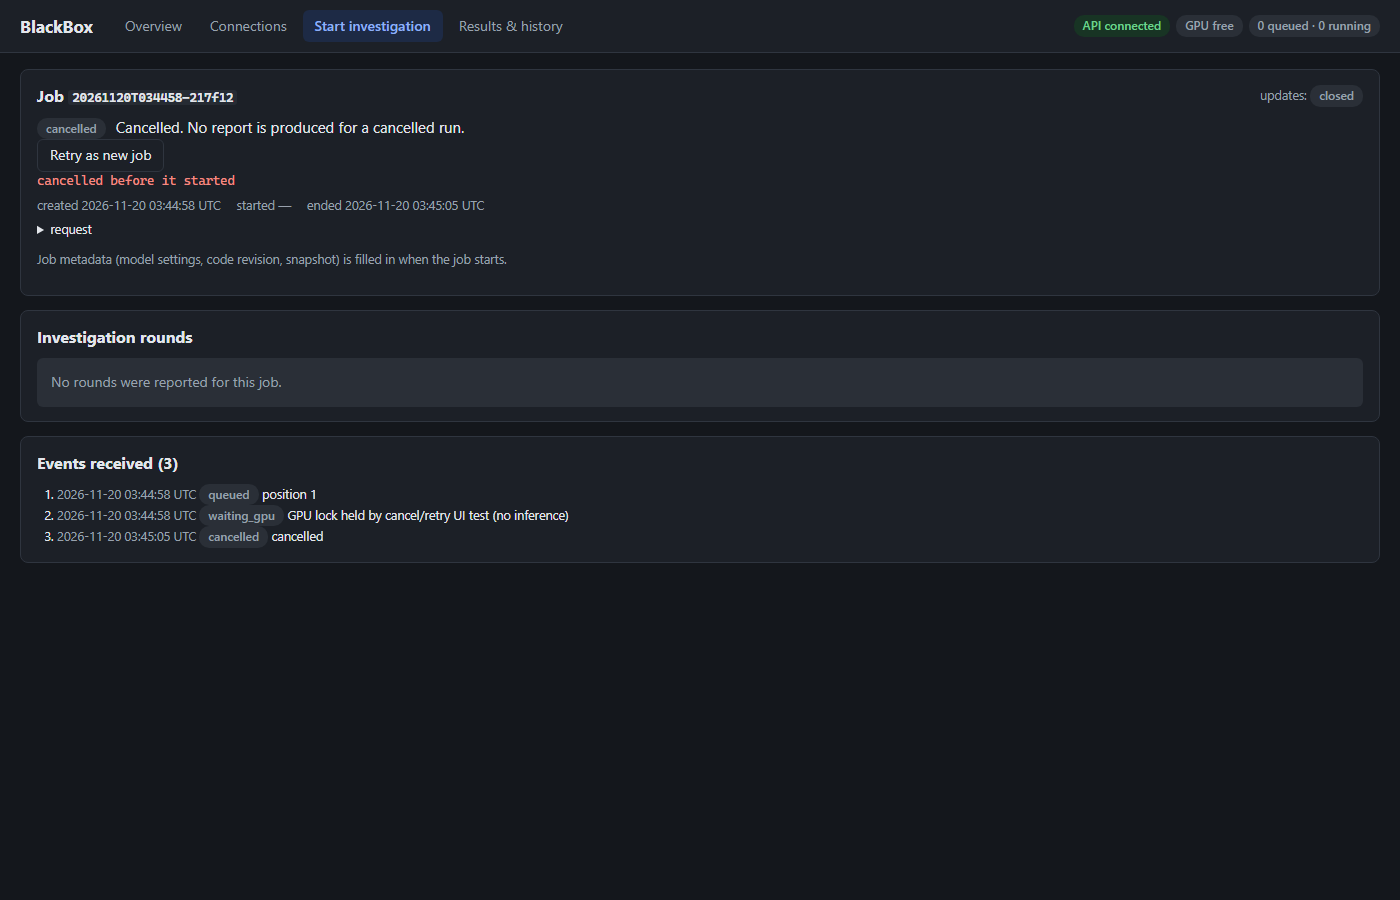 BlackBox Overview Connections Start investigation Results & history API connected GPU free 0 queued · 0 running
Job 20261120T034458-217f12 updates: closed
cancelled Cancelled. No report is produced for a cancelled run.
Retry as new job
cancelled before it started
created 2026-11-20 03:44:58 UTC started — ended 2026-11-20 03:45:05 UTC
▶ request
Job metadata (model settings, code revision, snapshot) is filled in when the job starts.
Investigation rounds
No rounds were reported for this job.
Events received (3)
1. 2026-11-20 03:44:58 UTC queued position 1
2. 2026-11-20 03:44:58 UTC waiting_gpu GPU lock held by cancel/retry UI test (no inference)
3. 2026-11-20 03:45:05 UTC cancelled cancelled